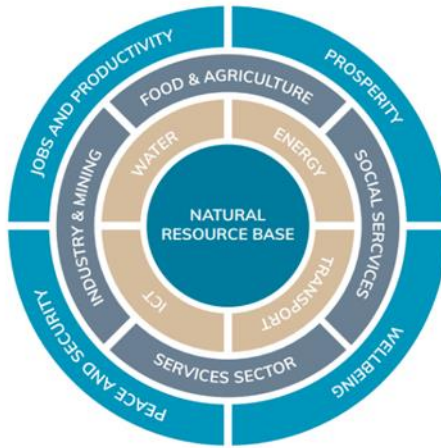 JOBS AND PRODUCTIVITY
PROSPERITY
FOOD & AGRICULTURE
INDUSTRY & MINING
SOCIAL SERCVICES
WATER
ENERGY
NATURAL
RESOURCE BASE
ICT
TRANSPORT
SERVICES SECTOR
PEACE AND SECURITY
WELLBEING